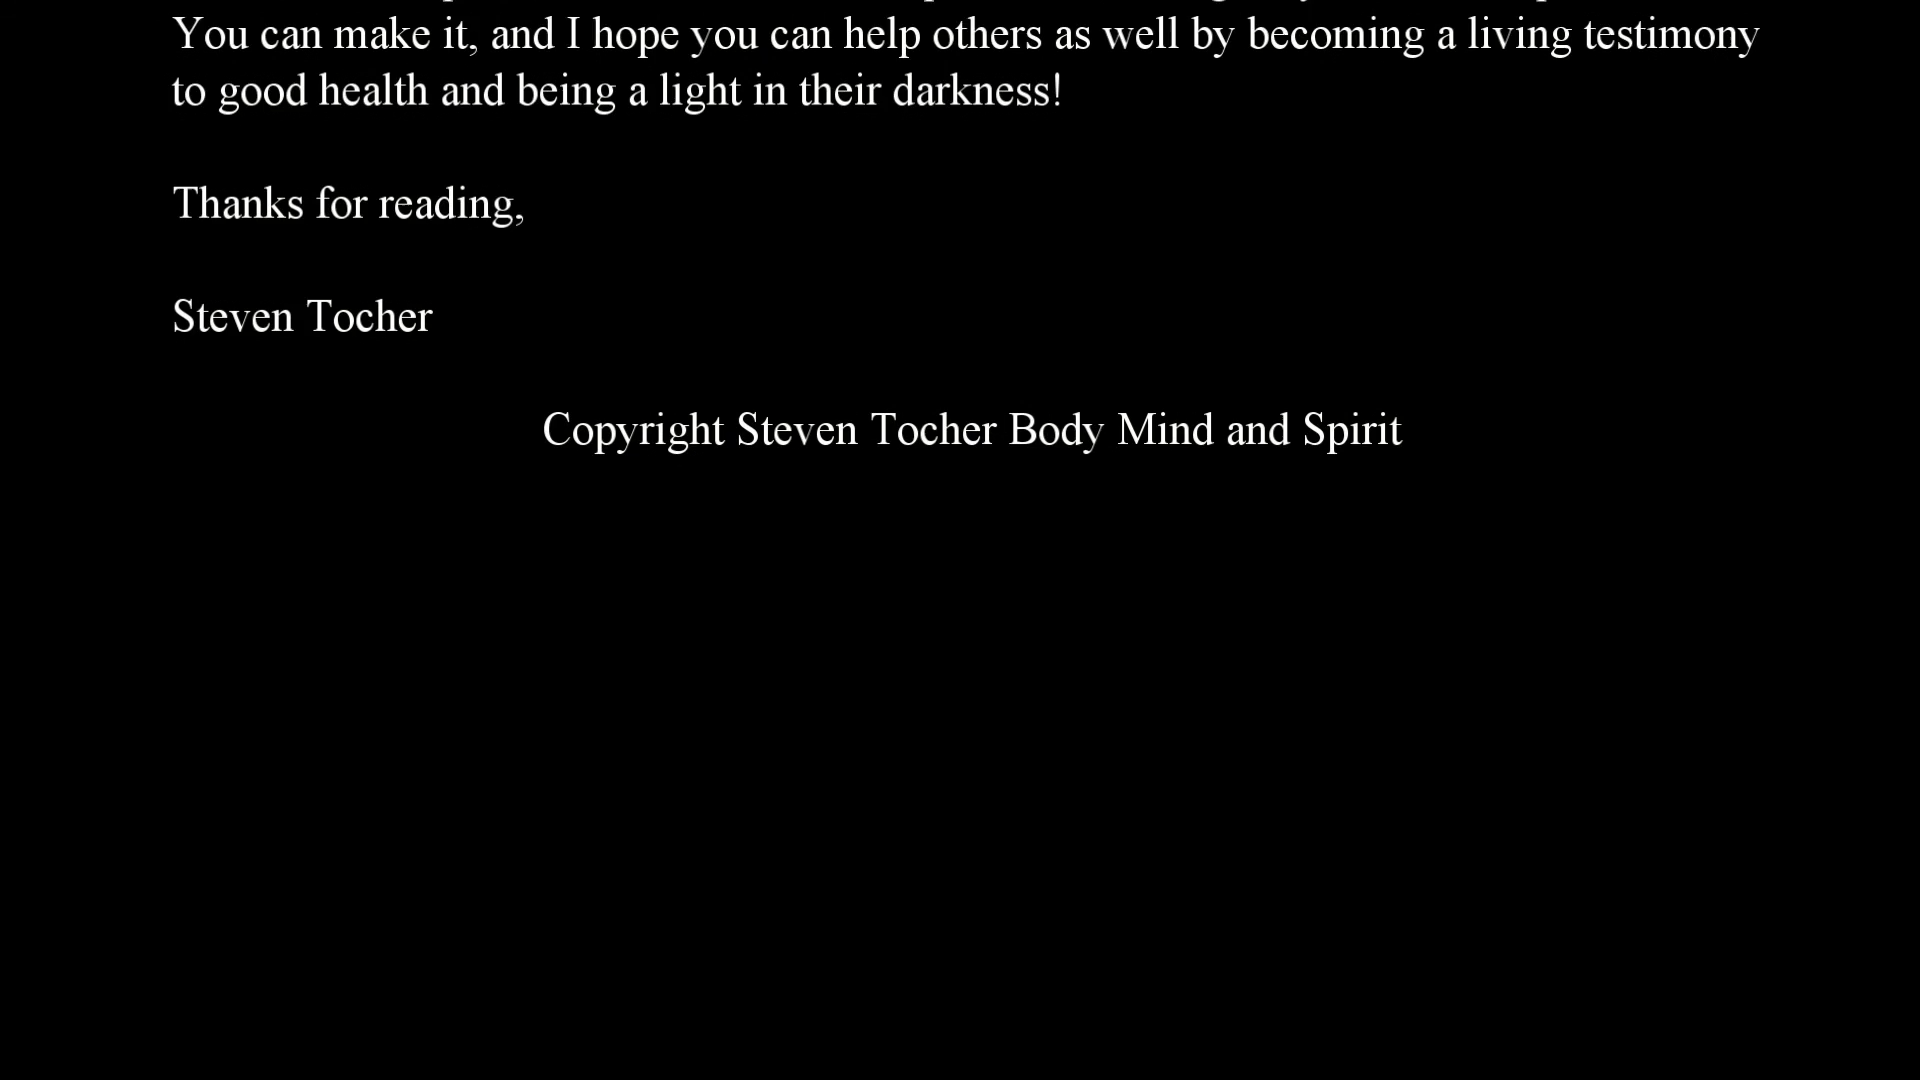 You can make it, and I hope you can help others as well by becoming a living testimony
to good health and being a light in their darkness!
Thanks for reading,
Steven Tocher
Copyright Steven Tocher Body Mind and Spirit